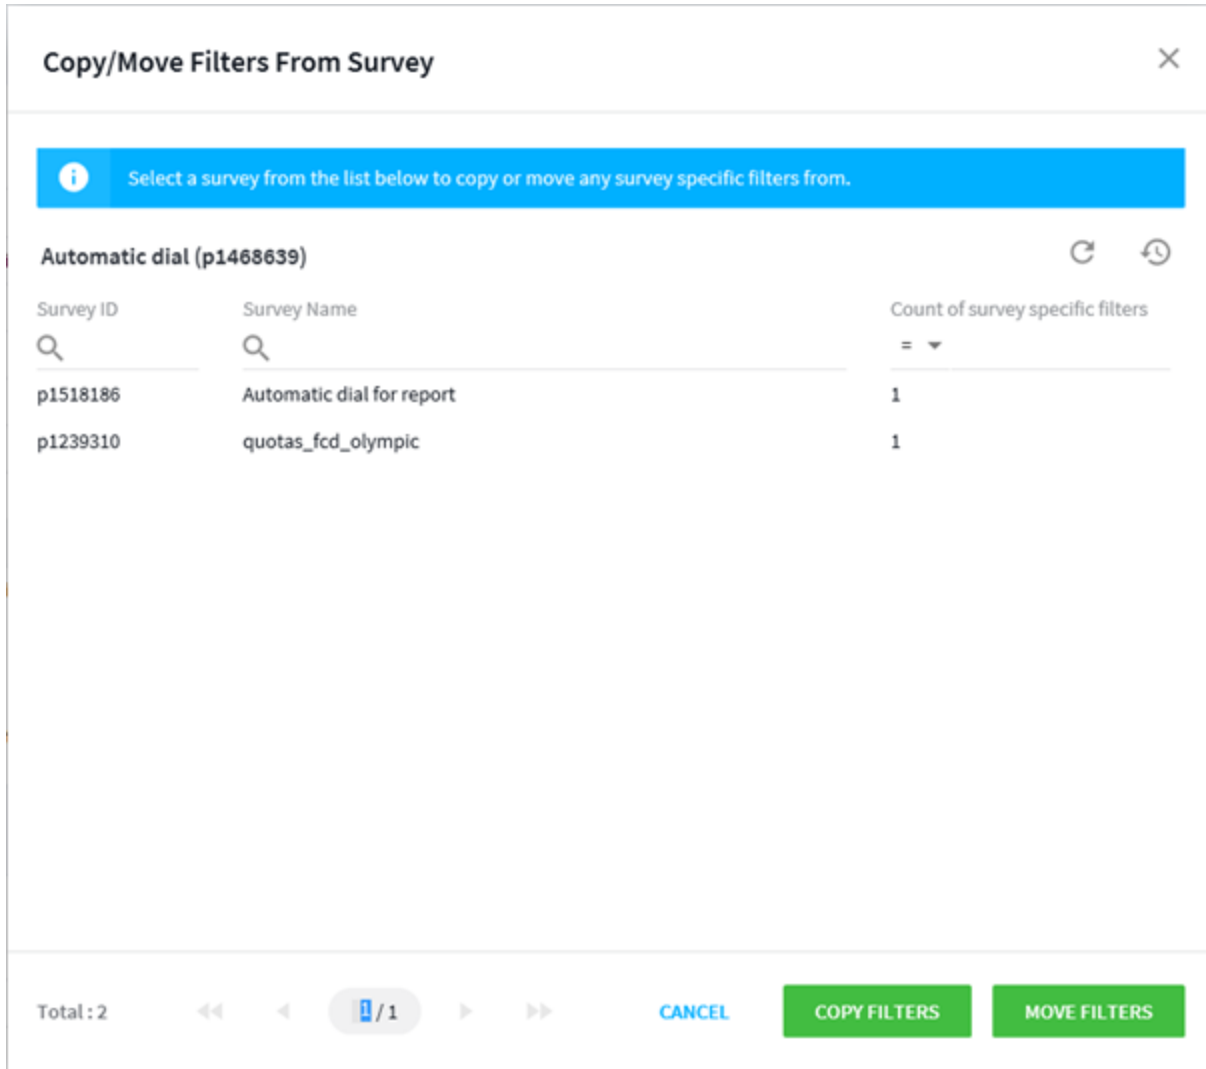 Copy/Move Filters From Survey
Select a survey from the list below to copy or move any survey specific filters from.
Automatic dial (p1468639)
Survey ID Survey Name Count of survey specific filters
=
p1518186 Automatic dial for report 1
p1239310 quotas_fcd_olympic 1
Total : 2 1 / 1 CANCEL COPY FILTERS MOVE FILTERS